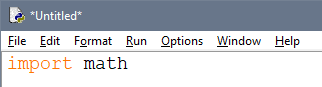 *Untitled*
File Edit Format Run Options Window Help
import math